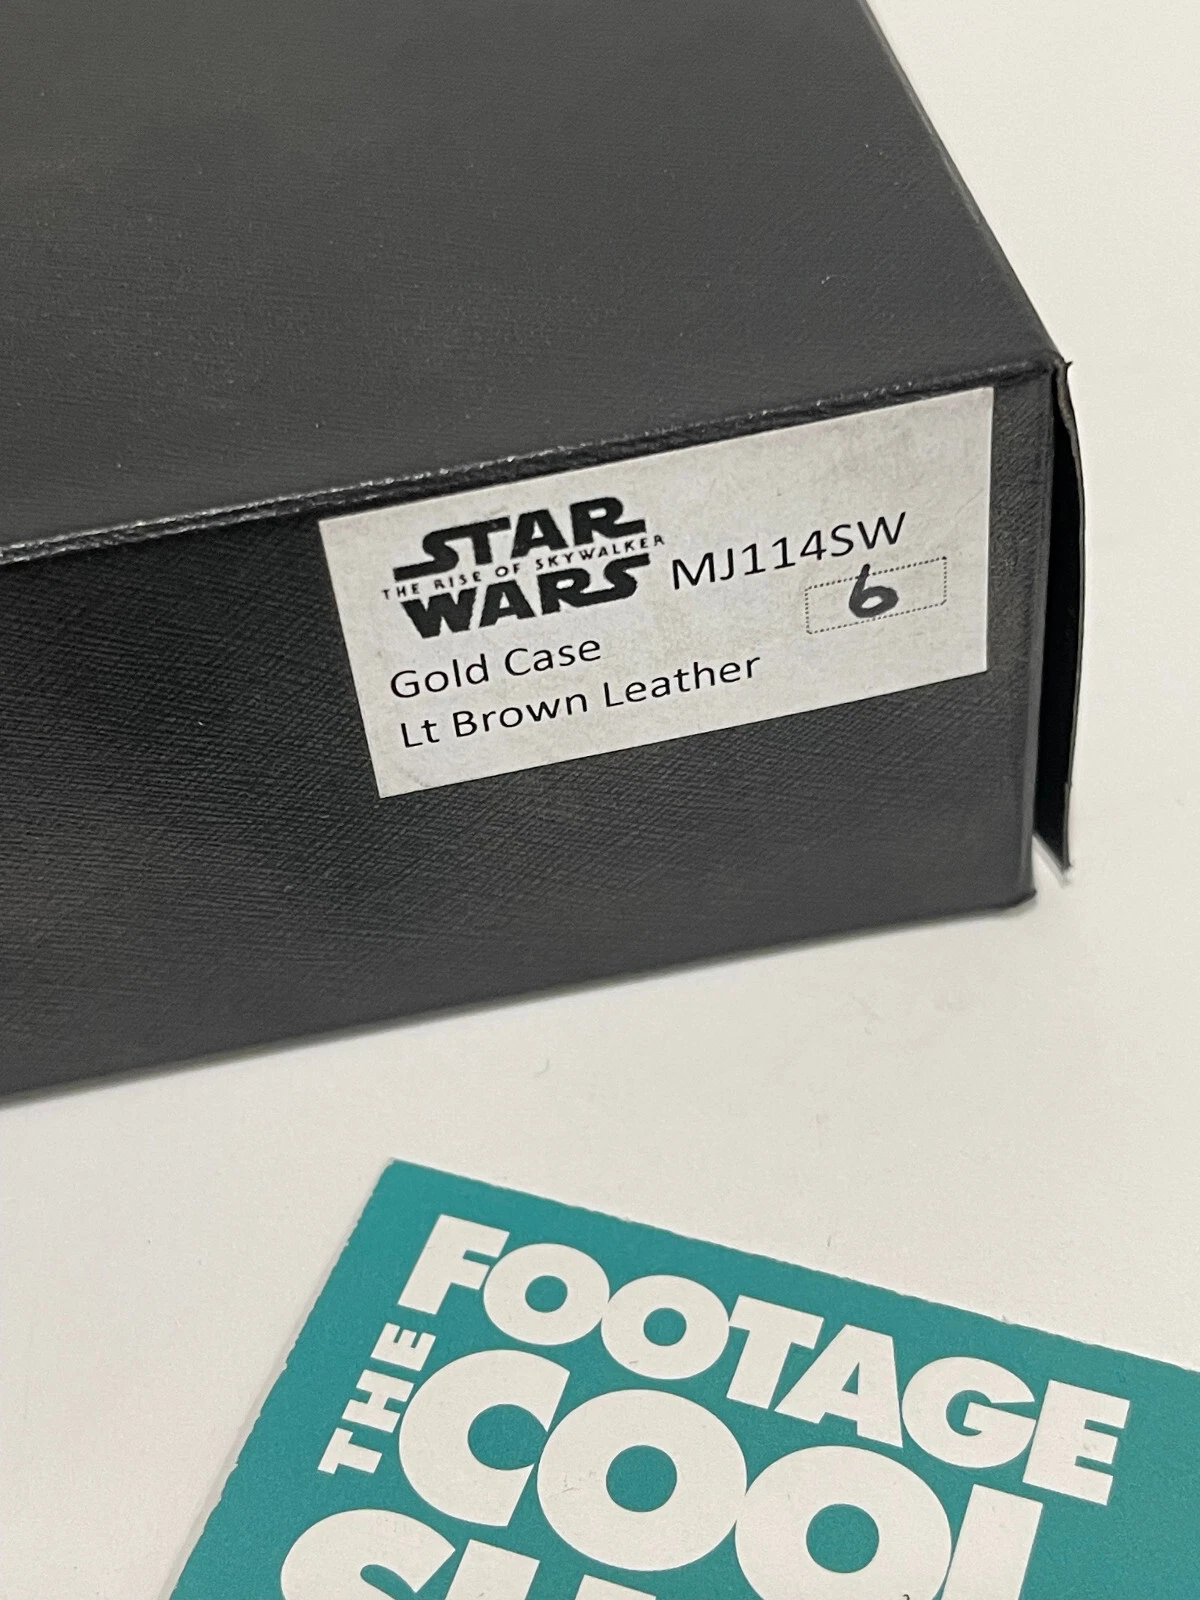 STAR
THE RISE OF SKYWALKER
WARS
MJ114SW
6
Gold Case
Lt Brown Leather
THE
FOOTAGE
COOL